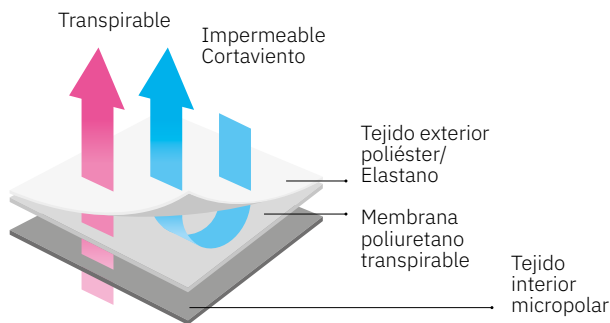 Transpirable
Impermeable
Cortaviento
Tejido exterior
poliéster/
Elastano
Membrana
poliuretano
transpirable
Tejido
interior
micropolar